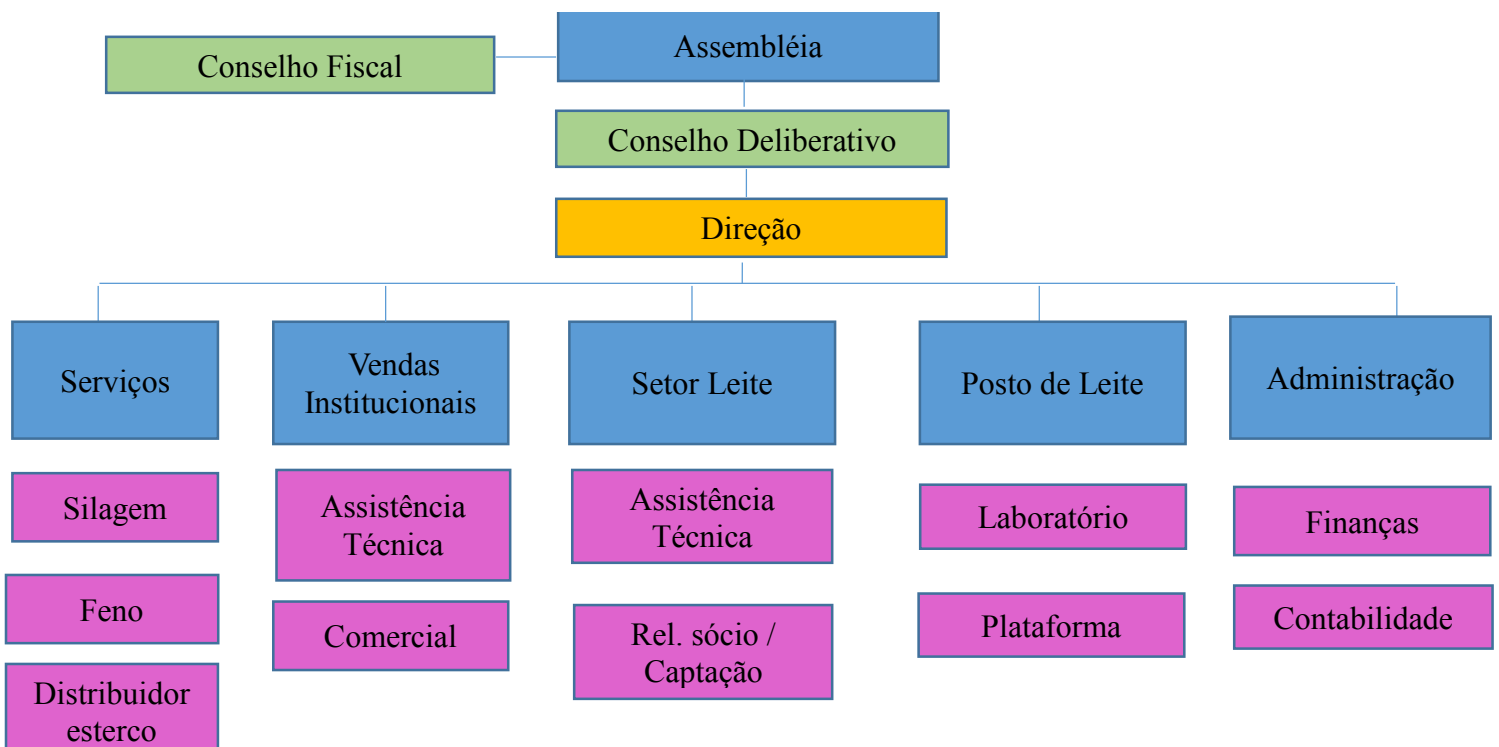 Assembléia
Conselho Fiscal
Conselho Deliberativo
Direção
Serviços
Vendas
Institucionais
Setor Leite
Posto de Leite
Administração
Silagem
Assistência
Técnica
Assistência
Técnica
Laboratório
Finanças
Feno
Comercial
Rel. sócio /
Captação
Plataforma
Contabilidade
Distribuidor
esterco